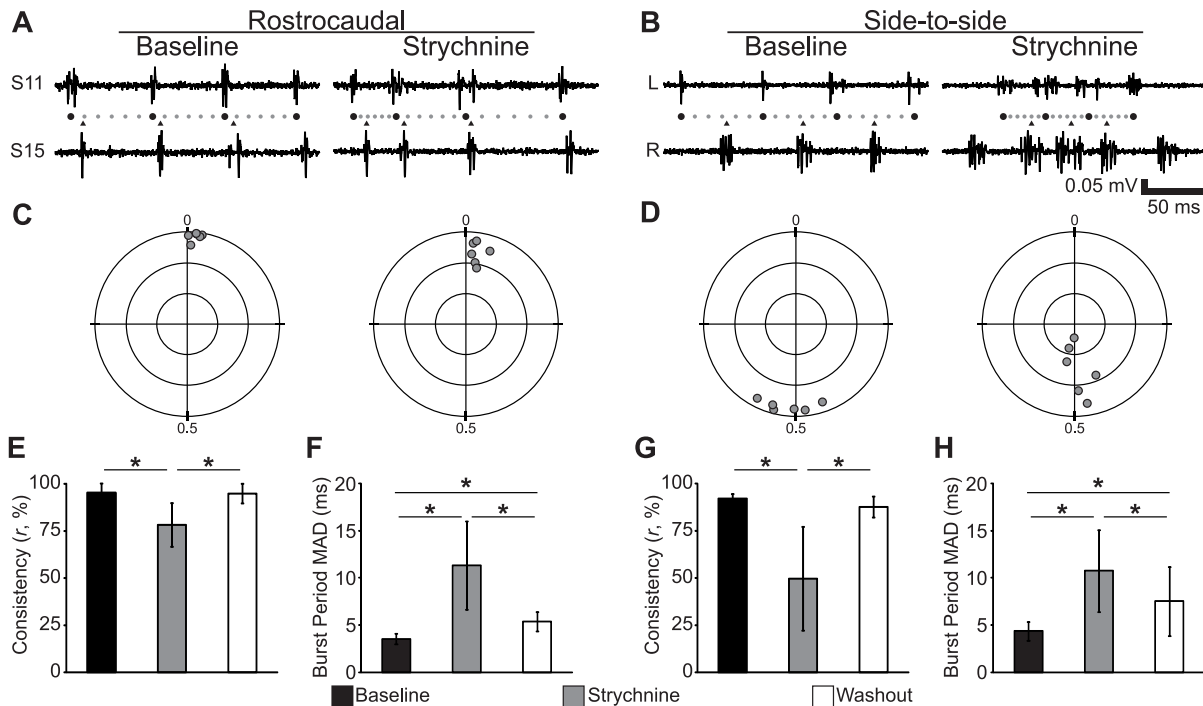 A
Rostrocaudal
Baseline
Strychnine
S11
S15
B
Side-to-side
Baseline
Strychnine
L
R
0.05 mV
50 ms
C
0
0.5
0
0.5
D
0
0.5
0
0.5
E
Consistency (r, %)
100
75
50
25
*
*
F
Burst Period MAD (ms)
20
15
10
5
0
*
*
*
G
Consistency (r, %)
100
75
50
25
*
*
H
Burst Period MAD (ms)
20
15
10
5
0
*
*
*
Baseline
Strychnine
Washout